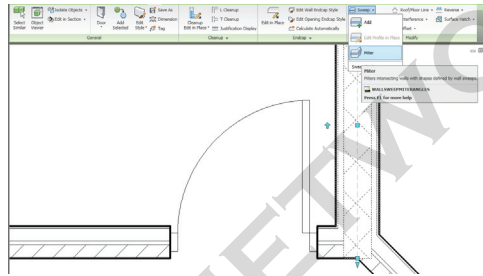 Select Similar
Object Viewer
Isolate Objects
Edit in Section
General
Door
Add Selected
Edit Style
Save As
Dimension
Tag
Cleanup Edit in Place
L Cleanup
T Cleanup
Justification Display
Cleanup
Edit in Place
Edit Wall Endcap Style
Edit Opening Endcap Style
Calculate Automatically
Endcap
Sweep
Add
Edit Profile in Place
Miter
Roof/Floor Line
Interference
Reverse
Surface Hatch
Modify
Miter
Miters intersecting walls with shapes defined by wall sweeps.
WALLSWEEPMITERANGLES
Press F1 for more help